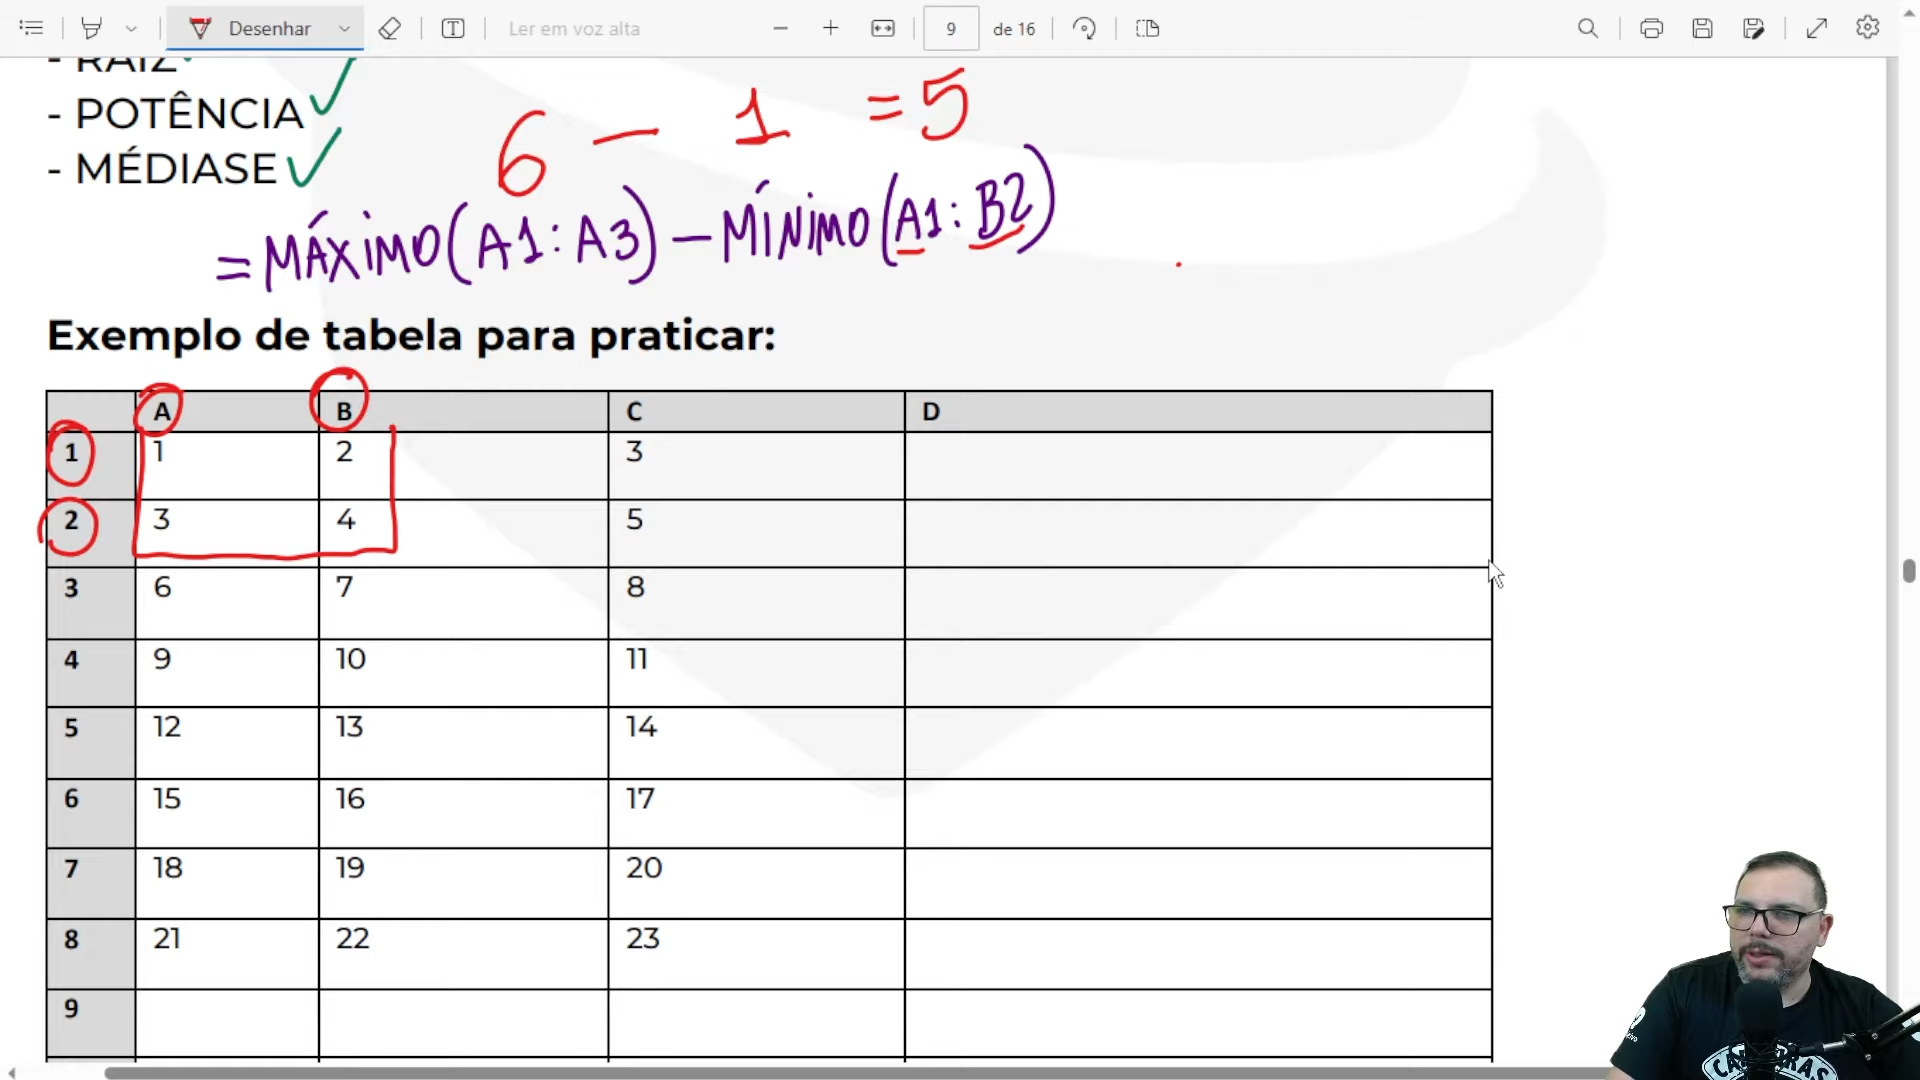 Desenhar
Ler em voz alta
9 de 16
- RAIZ
- POTÊNCIA
- MÉDIASE
6 — 1 = 5
= MÁXIMO(A1:A3) – MÍNIMO(A1:B2)
Exemplo de tabela para praticar:
A B C D
1 1 2 3
2 3 4 5
3 6 7 8
4 9 10 11
5 12 13 14
6 15 16 17
7 18 19 20
8 21 22 23
9